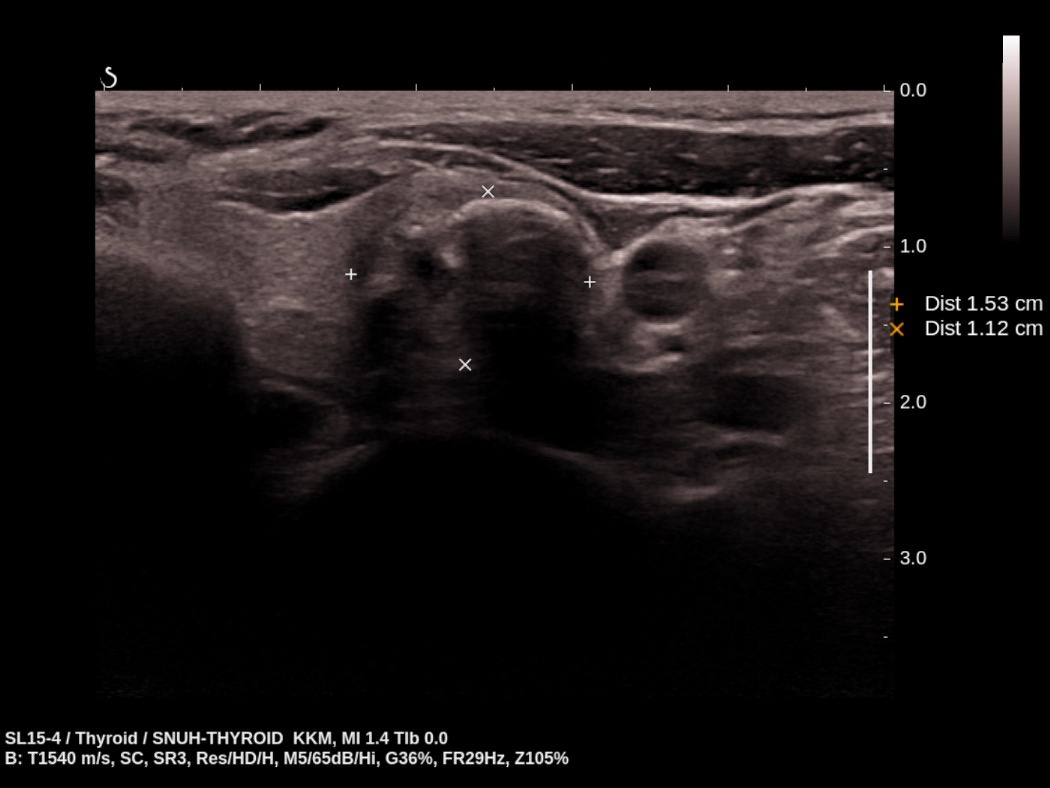 S
0.0
1.0
+ Dist 1.53 cm
× Dist 1.12 cm
2.0
3.0
SL15-4 / Thyroid / SNUH-THYROID KKM, MI 1.4 TIb 0.0
B: T1540 m/s, SC, SR3, Res/HD/H, M5/65dB/Hi, G36%, FR29Hz, Z105%